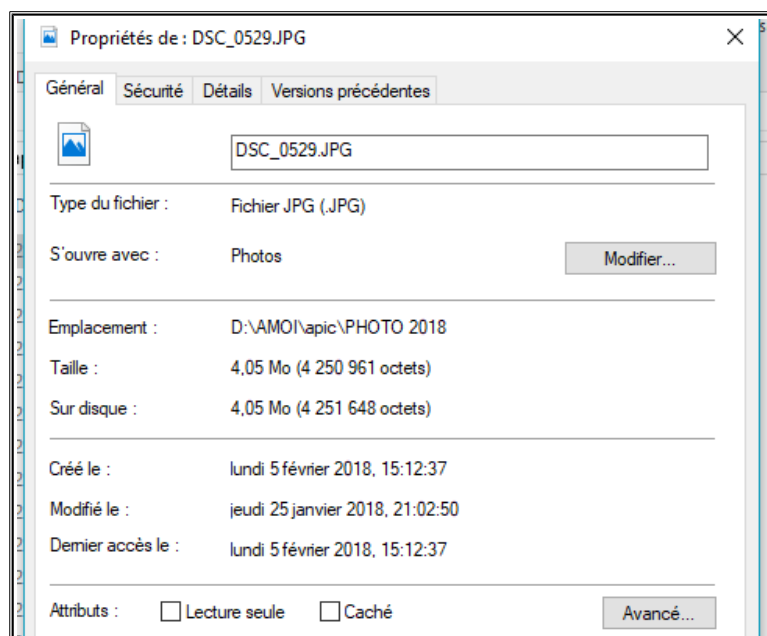 Propriétés de : DSC_0529.JPG
Général Sécurité Détails Versions précédentes
DSC_0529.JPG
Type du fichier : Fichier JPG (.JPG)
S'ouvre avec : Photos Modifier...
Emplacement : D:\AMOI\apic\PHOTO 2018
Taille : 4,05 Mo (4 250 961 octets)
Sur disque : 4,05 Mo (4 251 648 octets)
Créé le : lundi 5 février 2018, 15:12:37
Modifié le : jeudi 25 janvier 2018, 21:02:50
Dernier accès le : lundi 5 février 2018, 15:12:37
Attributs : Lecture seule Caché Avancé...